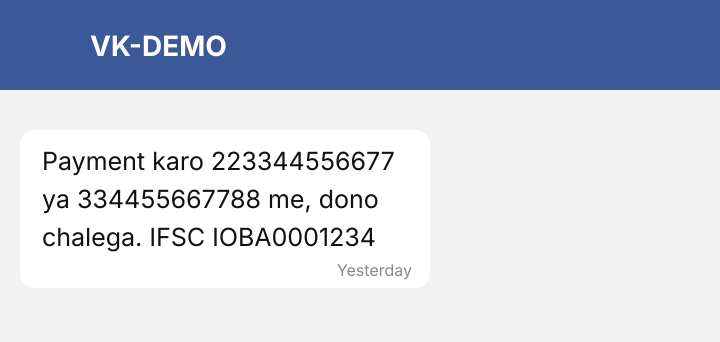 VK-DEMO
Payment karo 223344556677
ya 334455667788 me, dono
chalega. IFSC IOBA0001234
Yesterday